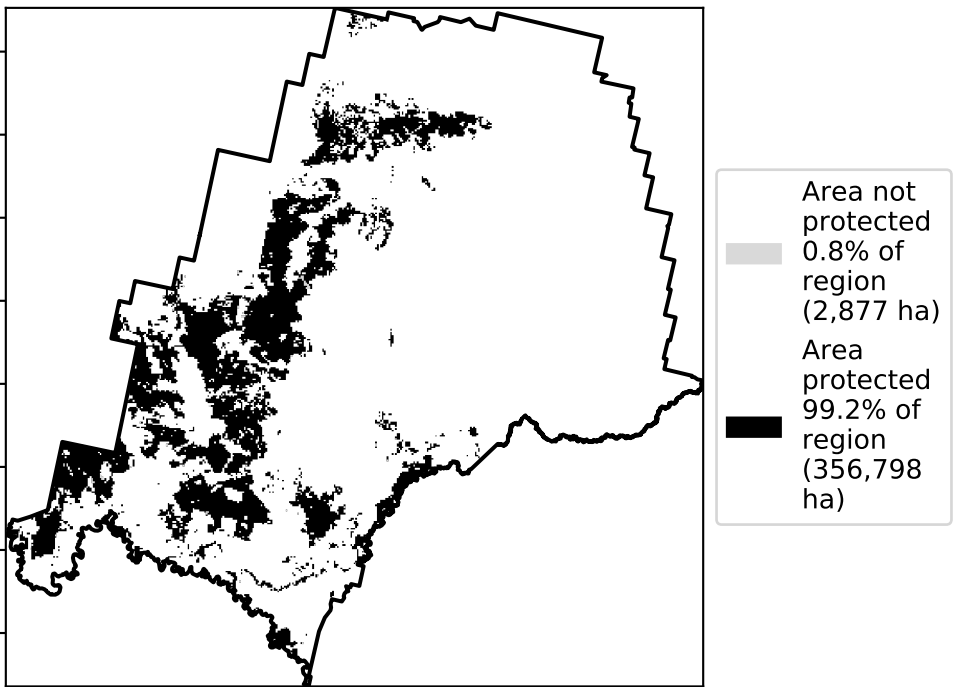 Area not
protected
0.8% of
region
(2,877 ha)
Area
protected
99.2% of
region
(356,798
ha)